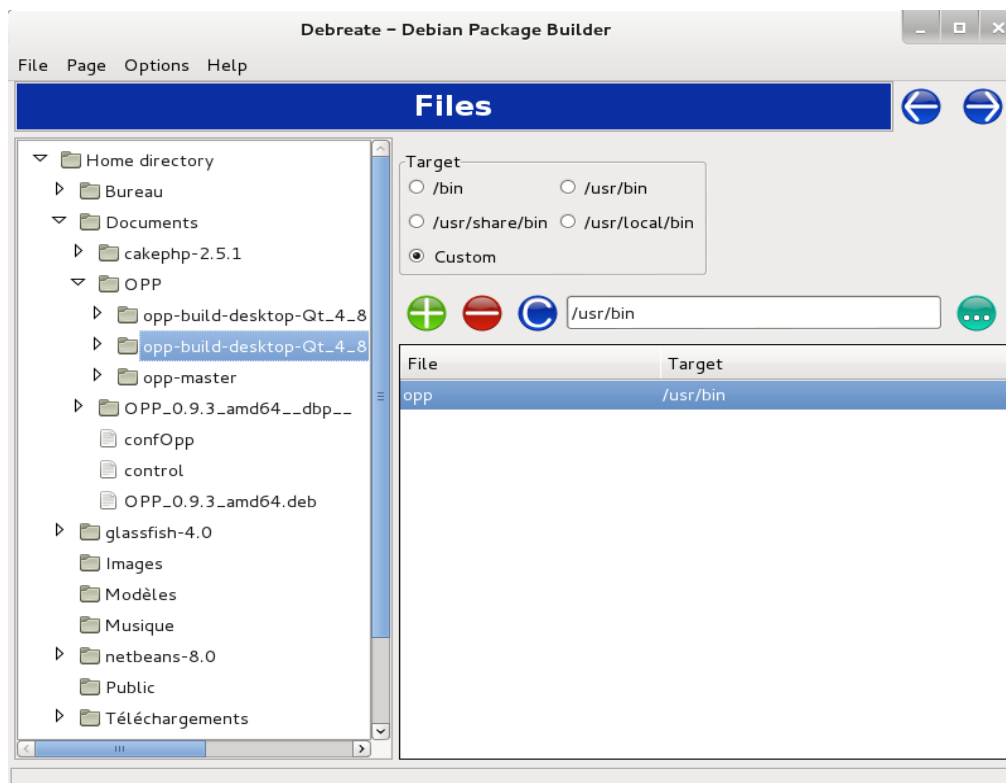 Debreate – Debian Package Builder
File Page Options Help
Files
Home directory
Bureau
Documents
cakephp-2.5.1
OPP
opp-build-desktop-Qt_4_8
opp-build-desktop-Qt_4_8
opp-master
OPP_0.9.3_amd64__dbp__
confOpp
control
OPP_0.9.3_amd64.deb
glassfish-4.0
Images
Modèles
Musique
netbeans-8.0
Public
Téléchargements
Target
/bin /usr/bin
/usr/share/bin /usr/local/bin
Custom
/usr/bin
File Target
opp /usr/bin